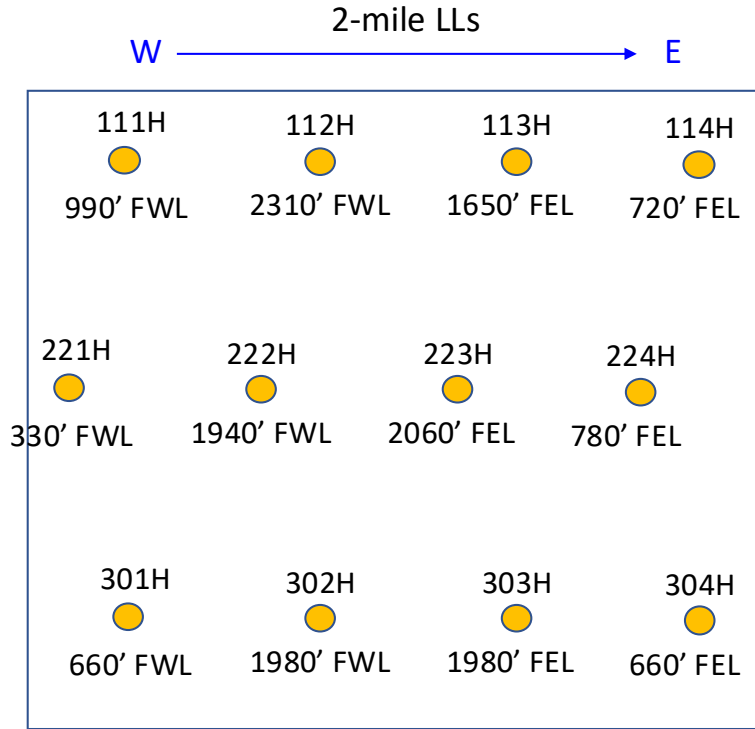 2-mile LLs
W E
111H 112H 113H 114H
990’ FWL 2310’ FWL 1650’ FEL 720’ FEL
221H 222H 223H 224H
330’ FWL 1940’ FWL 2060’ FEL 780’ FEL
301H 302H 303H 304H
660’ FWL 1980’ FWL 1980’ FEL 660’ FEL